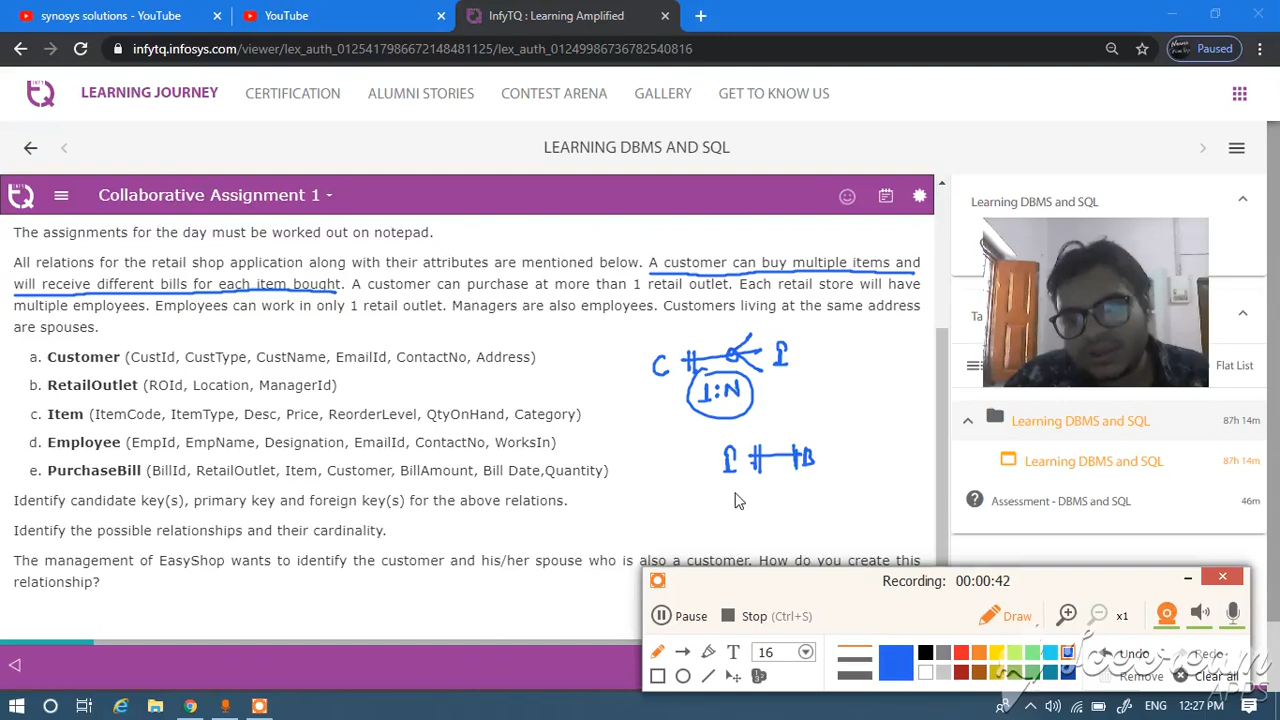 synosys solutions - YouTube
YouTube
InfyTQ : Learning Amplified
infytq.infosys.com/viewer/lex_auth_012541798667214848​1125/lex_auth_01249986736782540816
Paused
LEARNING JOURNEY
CERTIFICATION
ALUMNI STORIES
CONTEST ARENA
GALLERY
GET TO KNOW US
LEARNING DBMS AND SQL
Collaborative Assignment 1
Learning DBMS and SQL
The assignments for the day must be worked out on notepad.
All relations for the retail shop application along with their attributes are mentioned below. A customer can buy multiple items and
will receive different bills for each item bought. A customer can purchase at more than 1 retail outlet. Each retail store will have
multiple employees. Employees can work in only 1 retail outlet. Managers are also employees. Customers living at the same address
are spouses.
Ta
a. Customer (CustId, CustType, CustName, EmailId, ContactNo, Address)
b. RetailOutlet (ROId, Location, ManagerId)
c. Item (ItemCode, ItemType, Desc, Price, ReorderLevel, QtyOnHand, Category)
d. Employee (EmpId, EmpName, Designation, EmailId, ContactNo, WorksIn)
e. PurchaseBill (BillId, RetailOutlet, Item, Customer, BillAmount, Bill Date,Quantity)
C I
1:N
I B
Flat List
Learning DBMS and SQL
87h 14m
Learning DBMS and SQL
87h 14m
Assessment - DBMS and SQL
46m
Identify candidate key(s), primary key and foreign key(s) for the above relations.
Identify the possible relationships and their cardinality.
The management of EasyShop wants to identify the customer and his/her spouse who is also a customer. How do you create this
relationship?
Recording: 00:00:42
Pause
Stop (Ctrl+S)
Draw
x1
T
16
Undo
Redo
Remove
Clear all
Icecream
APPS
ENG
12:27 PM